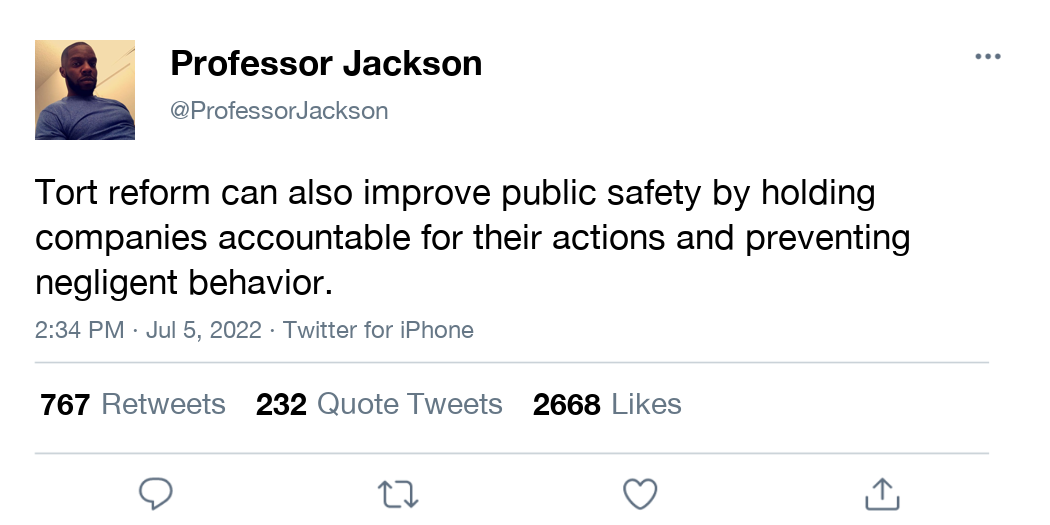 Professor Jackson
@ProfessorJackson
Tort reform can also improve public safety by holding
companies accountable for their actions and preventing
negligent behavior.
2:34 PM · Jul 5, 2022 · Twitter for iPhone
767 Retweets 232 Quote Tweets 2668 Likes